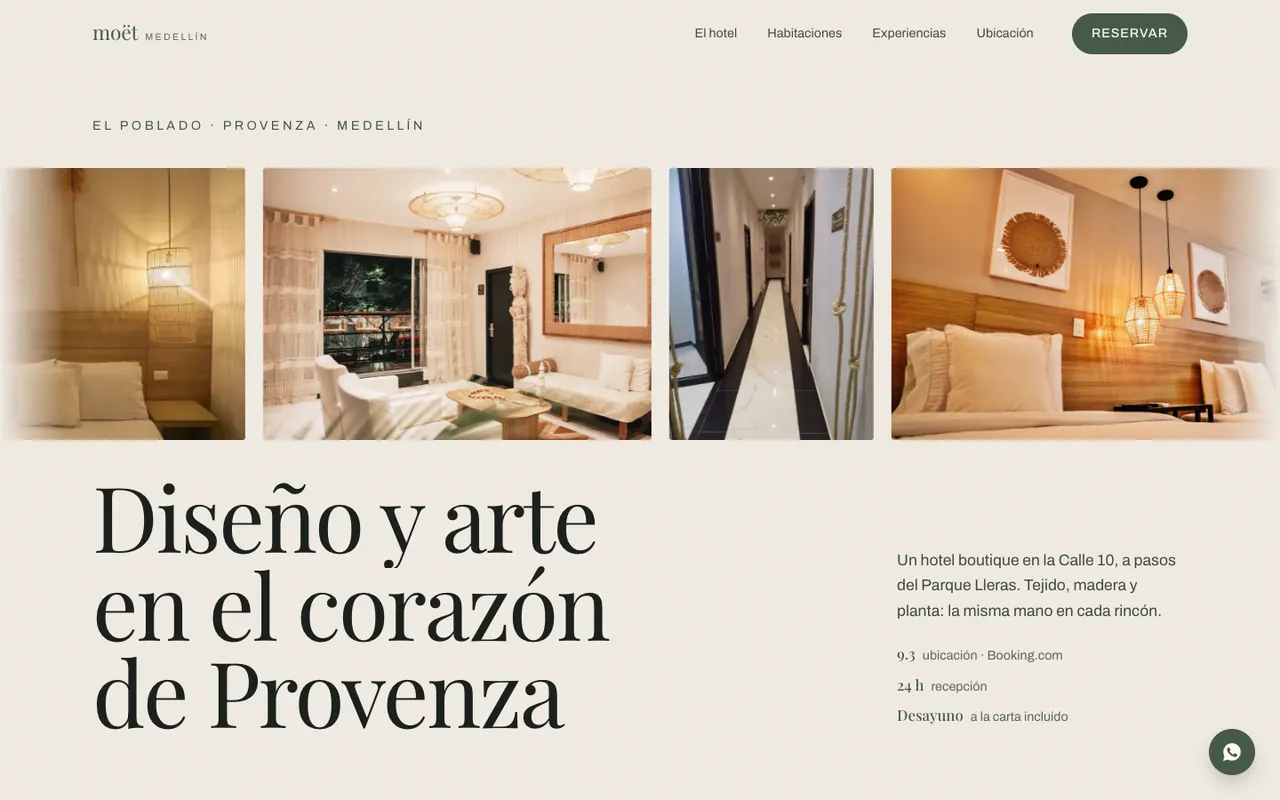 moët MEDELLÍN
El hotel
Habitaciones
Experiencias
Ubicación
RESERVAR
EL POBLADO · PROVENZA · MEDELLÍN
Diseño y arte
en el corazón
de Provenza
Un hotel boutique en la Calle 10, a pasos
del Parque Lleras. Tejido, madera y
planta: la misma mano en cada rincón.
9.3 ubicación · Booking.com
24 h recepción
Desayuno a la carta incluido